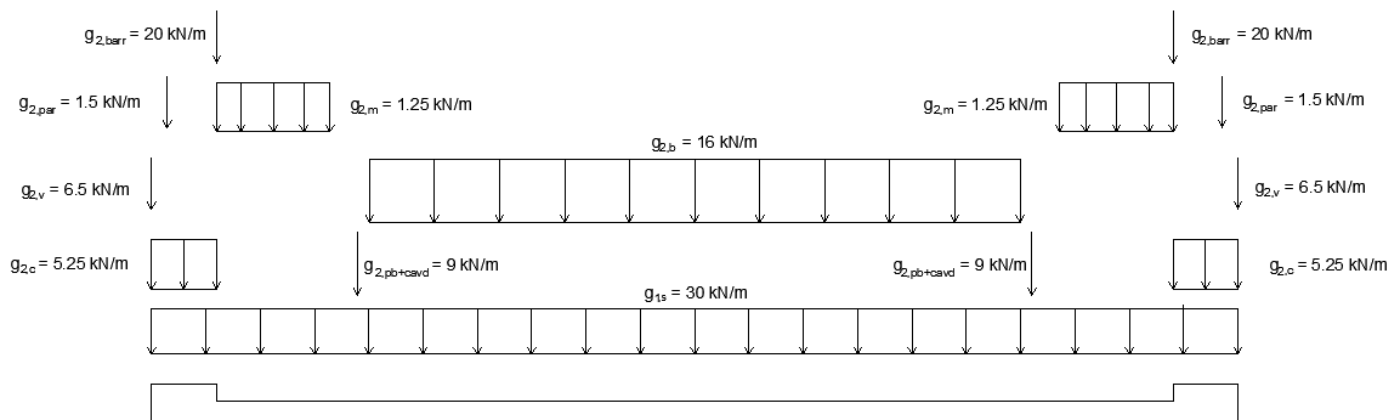 g2,barr = 20 kN/m
g2,barr = 20 kN/m
g2,par = 1.5 kN/m
g2,m = 1.25 kN/m
g2,m = 1.25 kN/m
g2,par = 1.5 kN/m
g2,b = 16 kN/m
g2,v = 6.5 kN/m
g2,v = 6.5 kN/m
g2,c = 5.25 kN/m
g2,pb+cavd = 9 kN/m
g2,pb+cavd = 9 kN/m
g2,c = 5.25 kN/m
g1,s = 30 kN/m